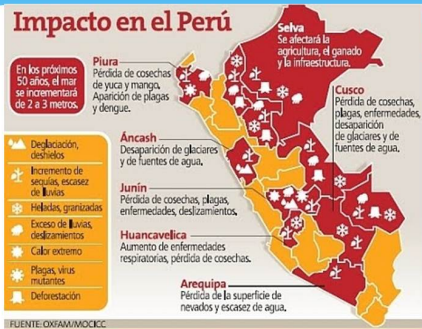 Impacto en el Perú
En los próximos
50 años, el mar
se incrementará
de 2 a 3 metros.
Piura
Pérdida de cosechas
de yuca y mango,
Aparición de plagas
y dengue.
Selva
Se afectará la
agricultura, el ganado
y la infraestructura.
Cusco
Pérdida de cosechas,
plagas, enfermedades,
desaparición
de glaciares y de
fuentes de agua.
Áncash
Desaparición de glaciares
y de fuentes de agua.
Junín
Pérdida de cosechas, plagas,
enfermedades, deslizamientos.
Huancavelica
Aumento de enfermedades
respiratorias, pérdida de cosechas.
Arequipa
Pérdida de la superficie de
nevados y escasez de agua.
Deglaciación,
deshielos
Incremento de
sequías, escasez
de lluvias
Heladas, granizadas
Exceso de lluvias,
deslizamientos
Calor extremo
Plagas, virus
mutantes
Deforestación
FUENTE: OXFAM/MOCICC